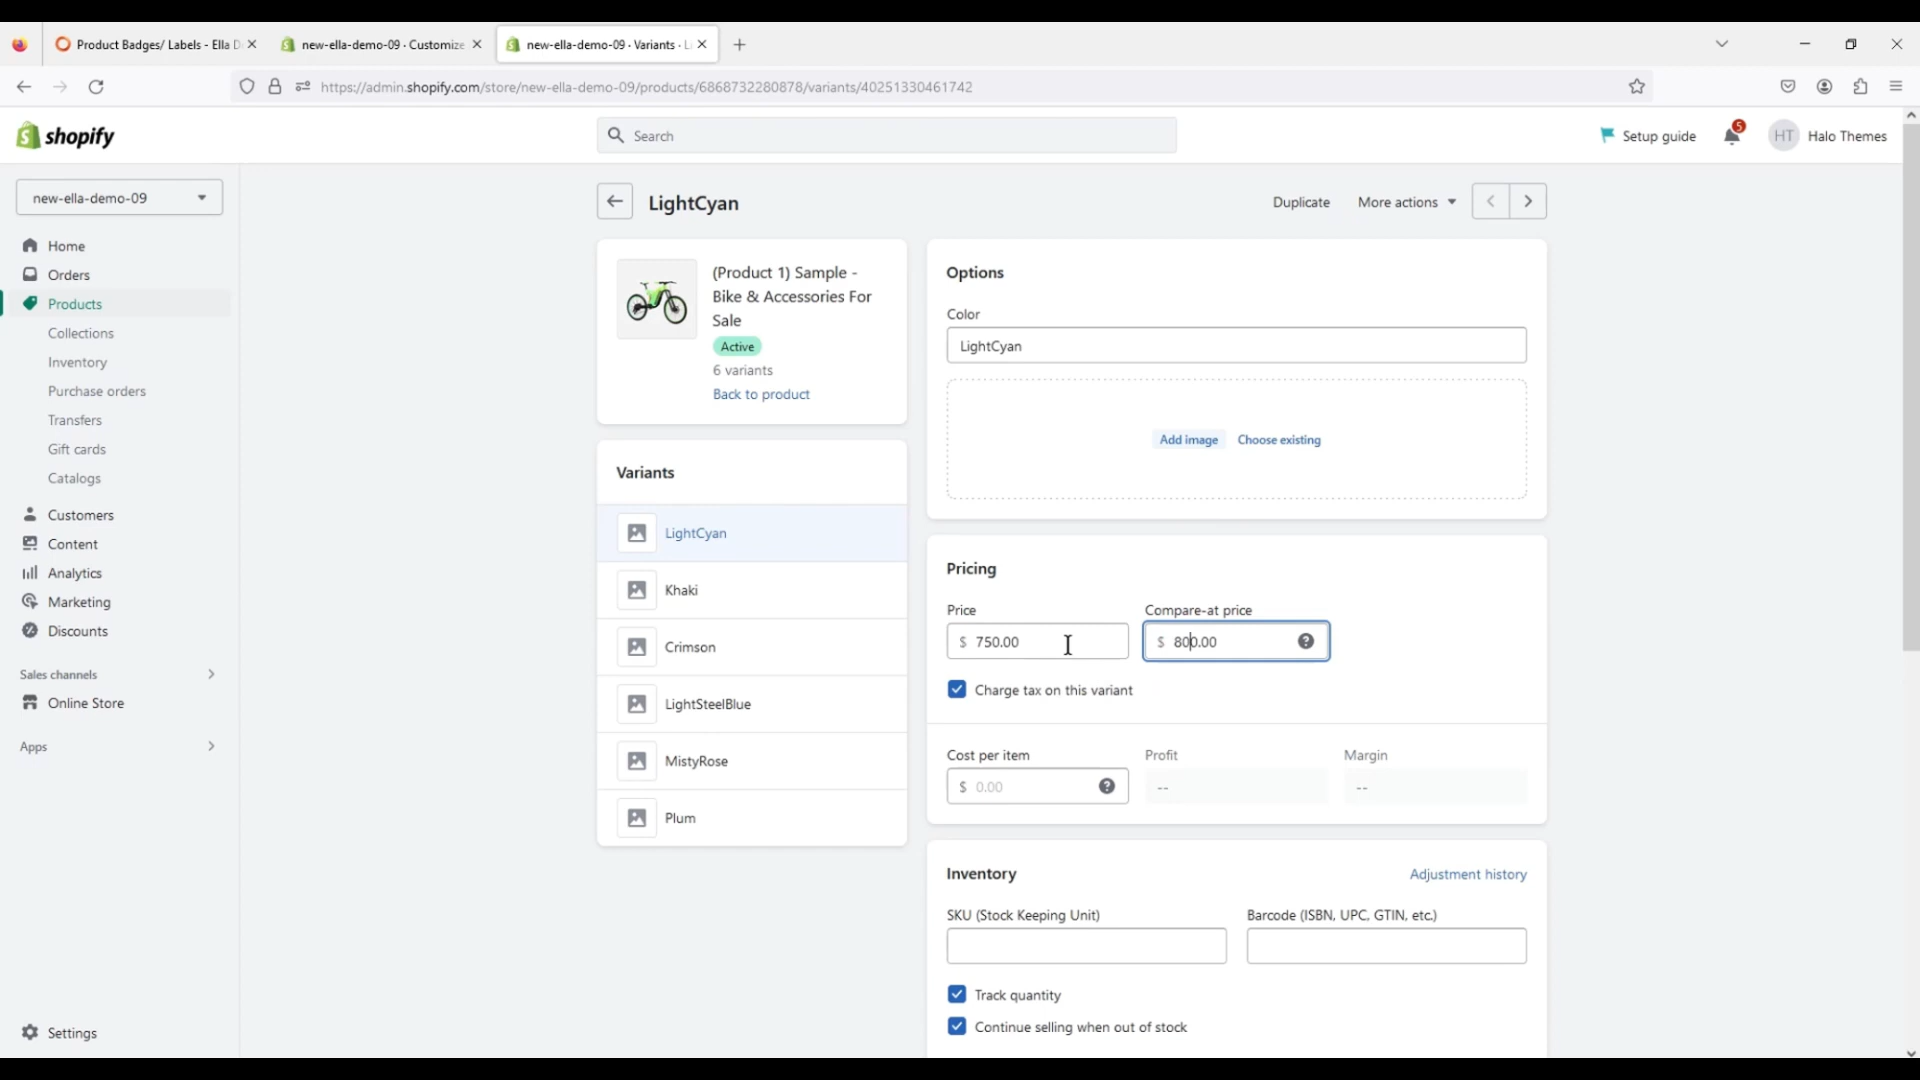 Product Badges/ Labels - Ella D
new-ella-demo-09 · Customize
new-ella-demo-09 · Variants · L
https://admin.shopify.com/store/new-ella-demo-09/products/6868732280878/variants/40251330461742
shopify
Search
Setup guide
5
HT
Halo Themes
new-ella-demo-09
LightCyan
Duplicate
More actions
Home
Orders
Products
Collections
Inventory
Purchase orders
Transfers
Gift cards
Catalogs
Customers
Content
Analytics
Marketing
Discounts
Sales channels
Online Store
Apps
Settings
(Product 1) Sample -
Bike & Accessories For
Sale
Active
6 variants
Back to product
Variants
LightCyan
Khaki
Crimson
LightSteelBlue
MistyRose
Plum
Options
Color
LightCyan
Add image Choose existing
Pricing
Price Compare-at price
$ 750.00 $ 800.00
Charge tax on this variant
Cost per item Profit Margin
$ 0.00 -- --
Inventory Adjustment history
SKU (Stock Keeping Unit) Barcode (ISBN, UPC, GTIN, etc.)
Track quantity
Continue selling when out of stock